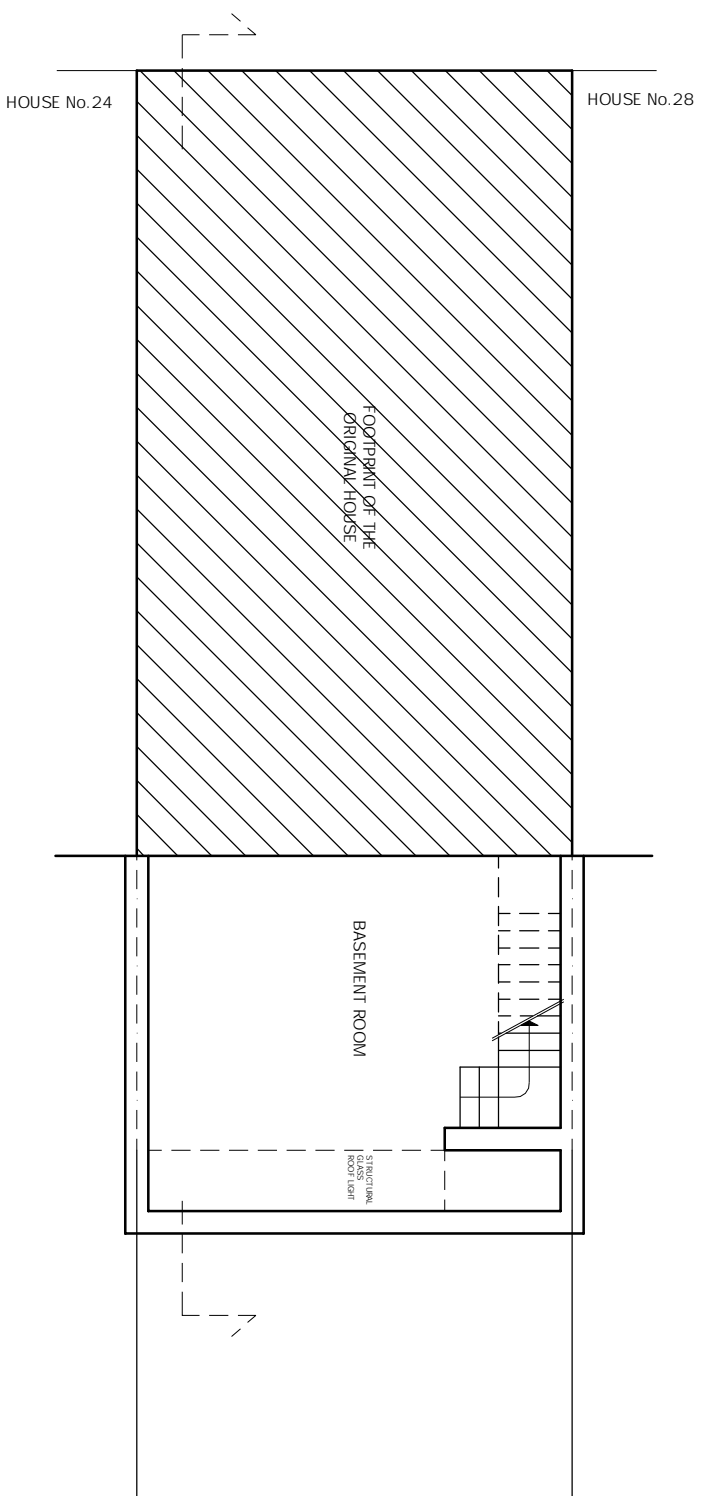 HOUSE No.24
HOUSE No.28
FOOTPRINT OF THE
ORIGINAL HOUSE
BASEMENT ROOM
STRUCTURAL
GLASS
ROOF LIGHT